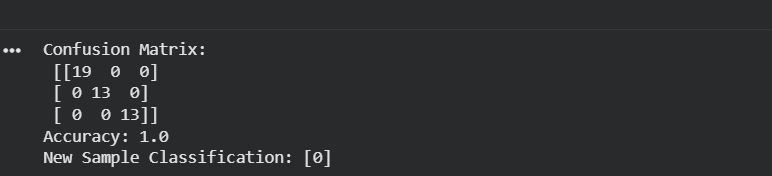 Confusion Matrix:
[[19  0  0]
[ 0 13  0]
[ 0  0 13]]
Accuracy: 1.0
New Sample Classification: [0]